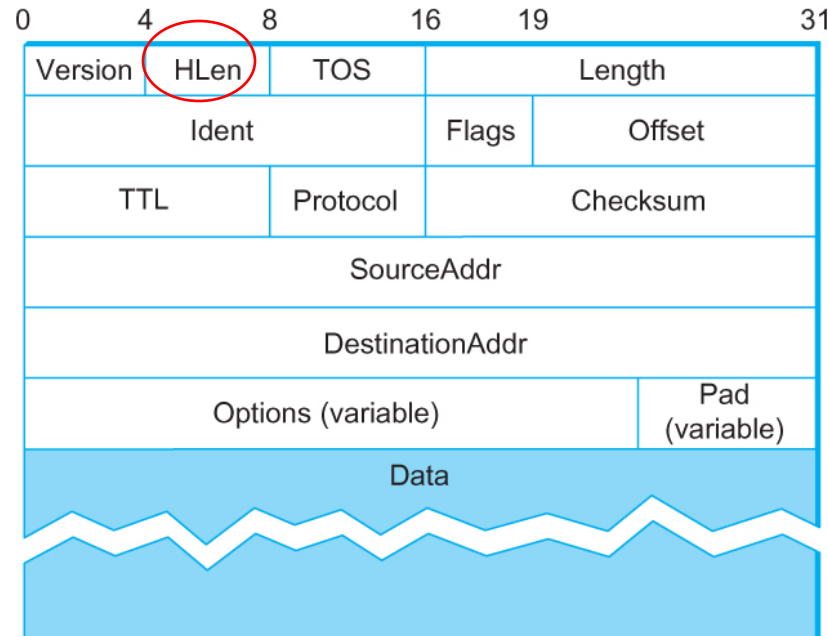 0 4 8 16 19 31
Version HLen TOS Length
Ident Flags Offset
TTL Protocol Checksum
SourceAddr
DestinationAddr
Options (variable) Pad
(variable)
Data